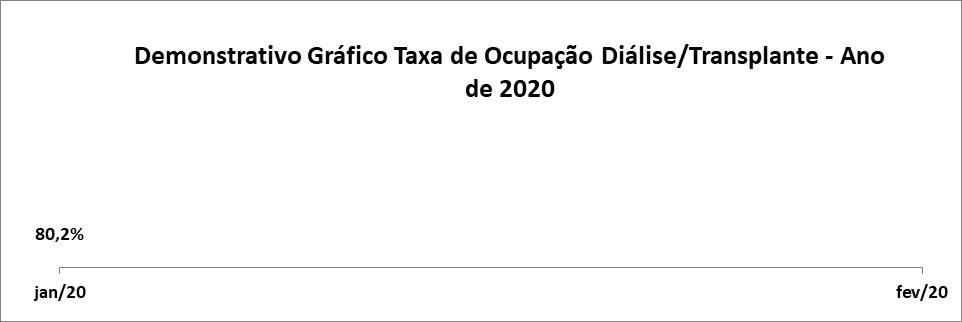 Demonstrativo Gráfico Taxa de Ocupação Diálise/Transplante - Ano
de 2020
80,2%
jan/20
fev/20